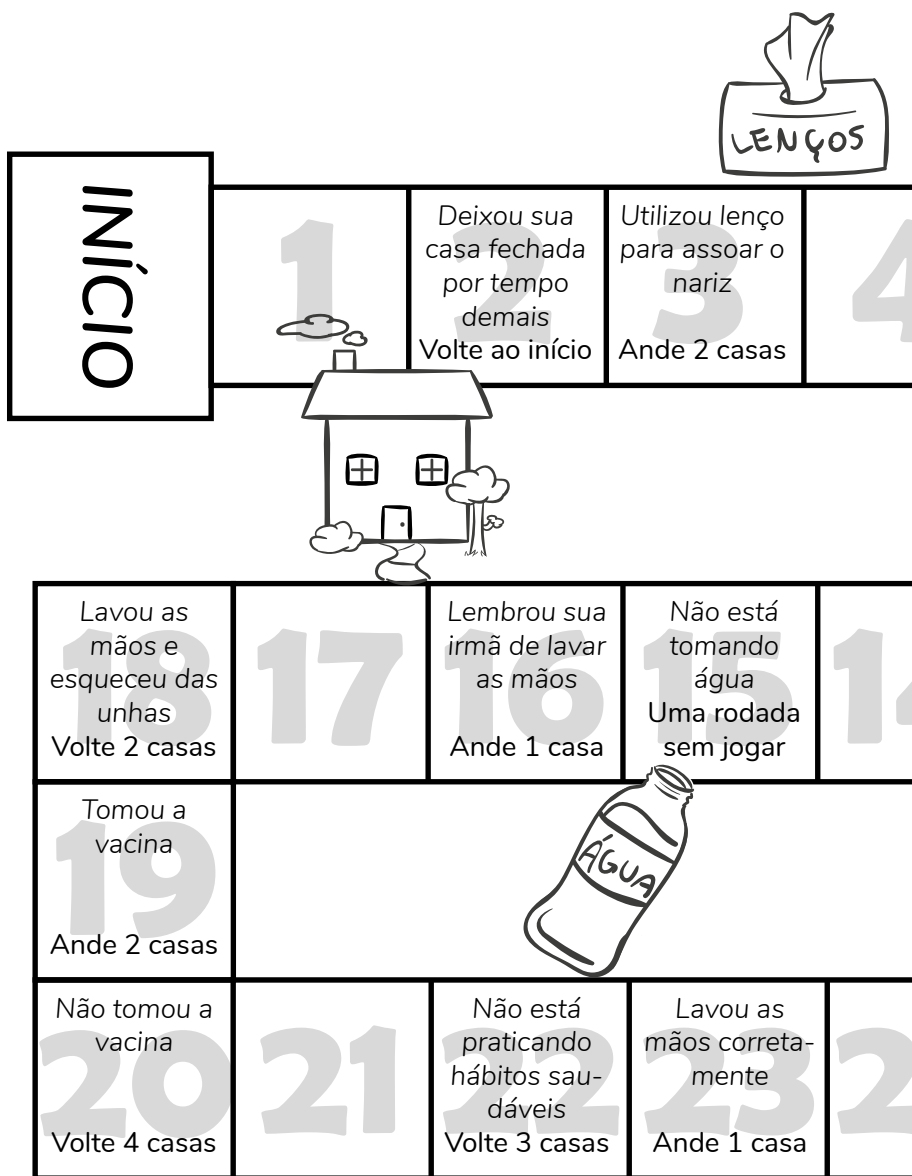 LENÇOS
INÍCIO
1
2
Deixou sua
casa fechada
por tempo
demais
Volte ao início
3
Utilizou lenço
para assoar o
nariz
Ande 2 casas
4
18
Lavou as
mãos e
esqueceu das
unhas
Volte 2 casas
17
16
Lembrou sua
irmã de lavar
as mãos
Ande 1 casa
15
Não está
tomando
água
Uma rodada
sem jogar
14
19
Tomou a
vacina
Ande 2 casas
ÁGUA
20
Não tomou a
vacina
Volte 4 casas
21
22
Não está
praticando
hábitos sau-
dáveis
Volte 3 casas
23
Lavou as
mãos correta-
mente
Ande 1 casa
2